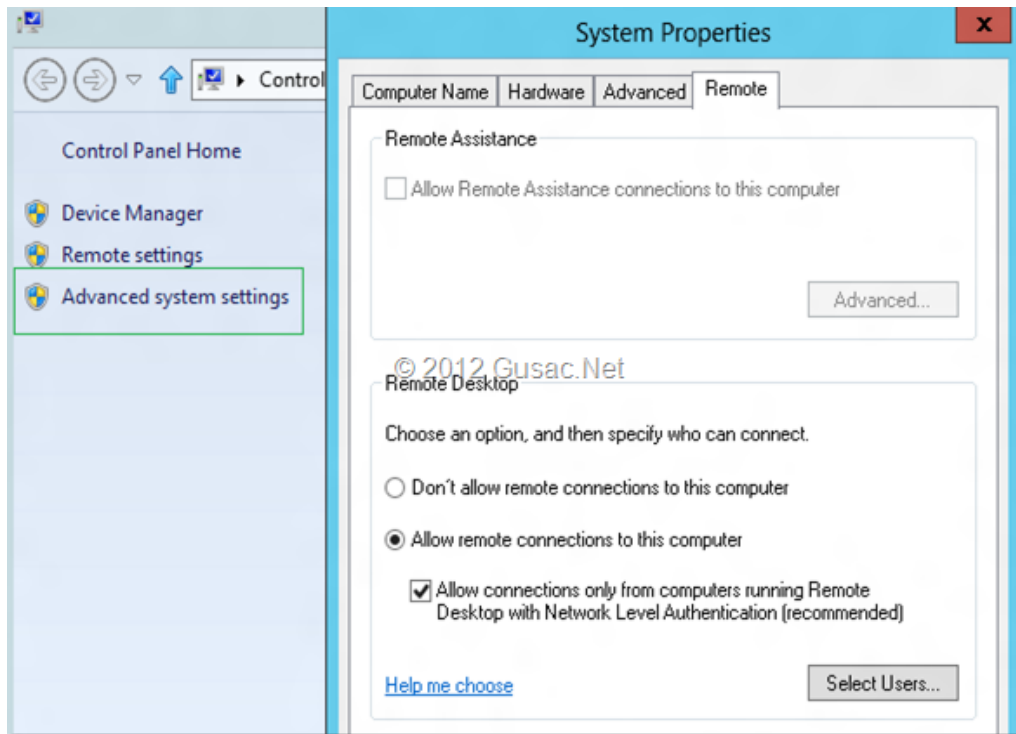 System Properties
X
Control
Control Panel Home
Device Manager
Remote settings
Advanced system settings
Computer Name
Hardware
Advanced
Remote
Remote Assistance
Allow Remote Assistance connections to this computer
Advanced...
© 2012 Gusac.Net
Remote Desktop
Choose an option, and then specify who can connect.
Don't allow remote connections to this computer
Allow remote connections to this computer
Allow connections only from computers running Remote
Desktop with Network Level Authentication (recommended)
Help me choose
Select Users...